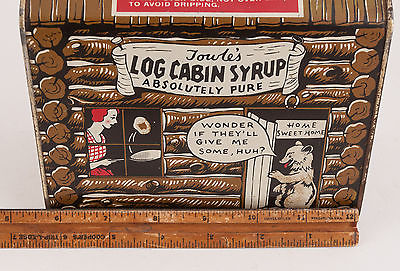 TO AVOID DRIPPING.
Towle's
LOG CABIN SYRUP
ABSOLUTELY PURE
WONDER
IF THEY'LL
GIVE ME
SOME, HUH?
HOME
SWEET HOME